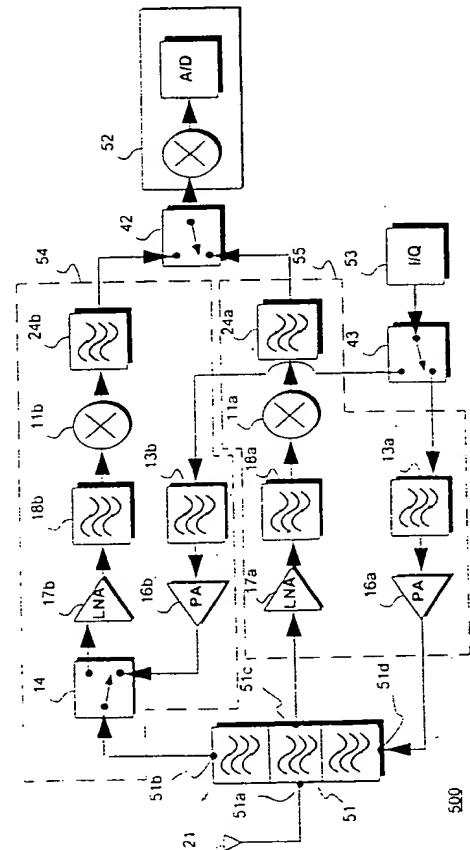 54
17b
18b
11b
24b
LNA
14
52
42
A/D
16b
13b
PA
55
51c
17a
18a
11a
24a
LNA
51b
51a
51
51d
21
53
I/Q
43
16a
13a
PA
500